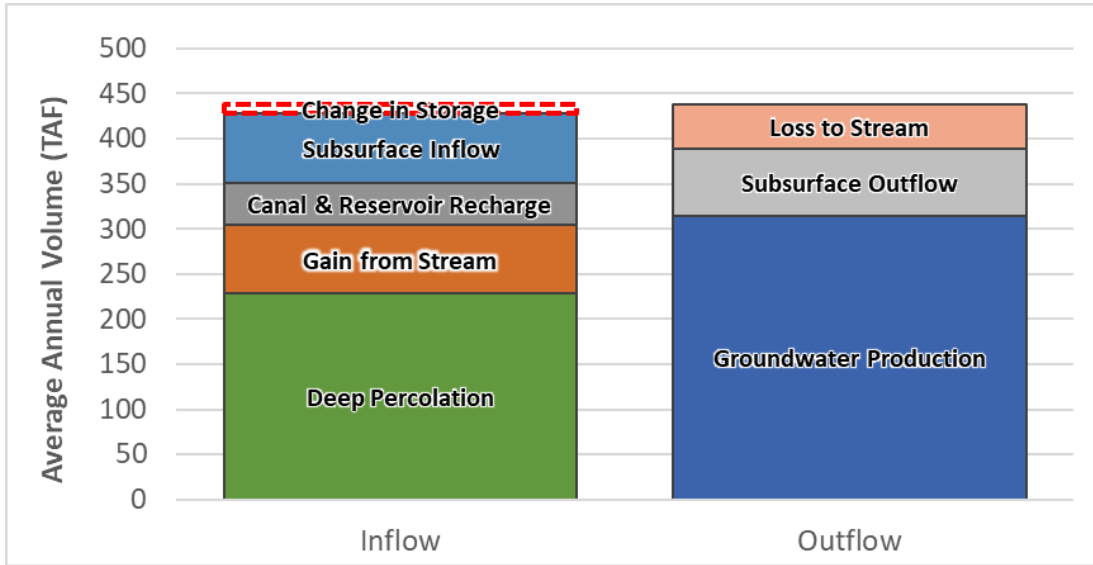 Average Annual Volume (TAF)
500
450
400
350
300
250
200
150
100
50
0
Change in Storage
Subsurface Inflow
Canal & Reservoir Recharge
Gain from Stream
Deep Percolation
Loss to Stream
Subsurface Outflow
Groundwater Production
Inflow
Outflow